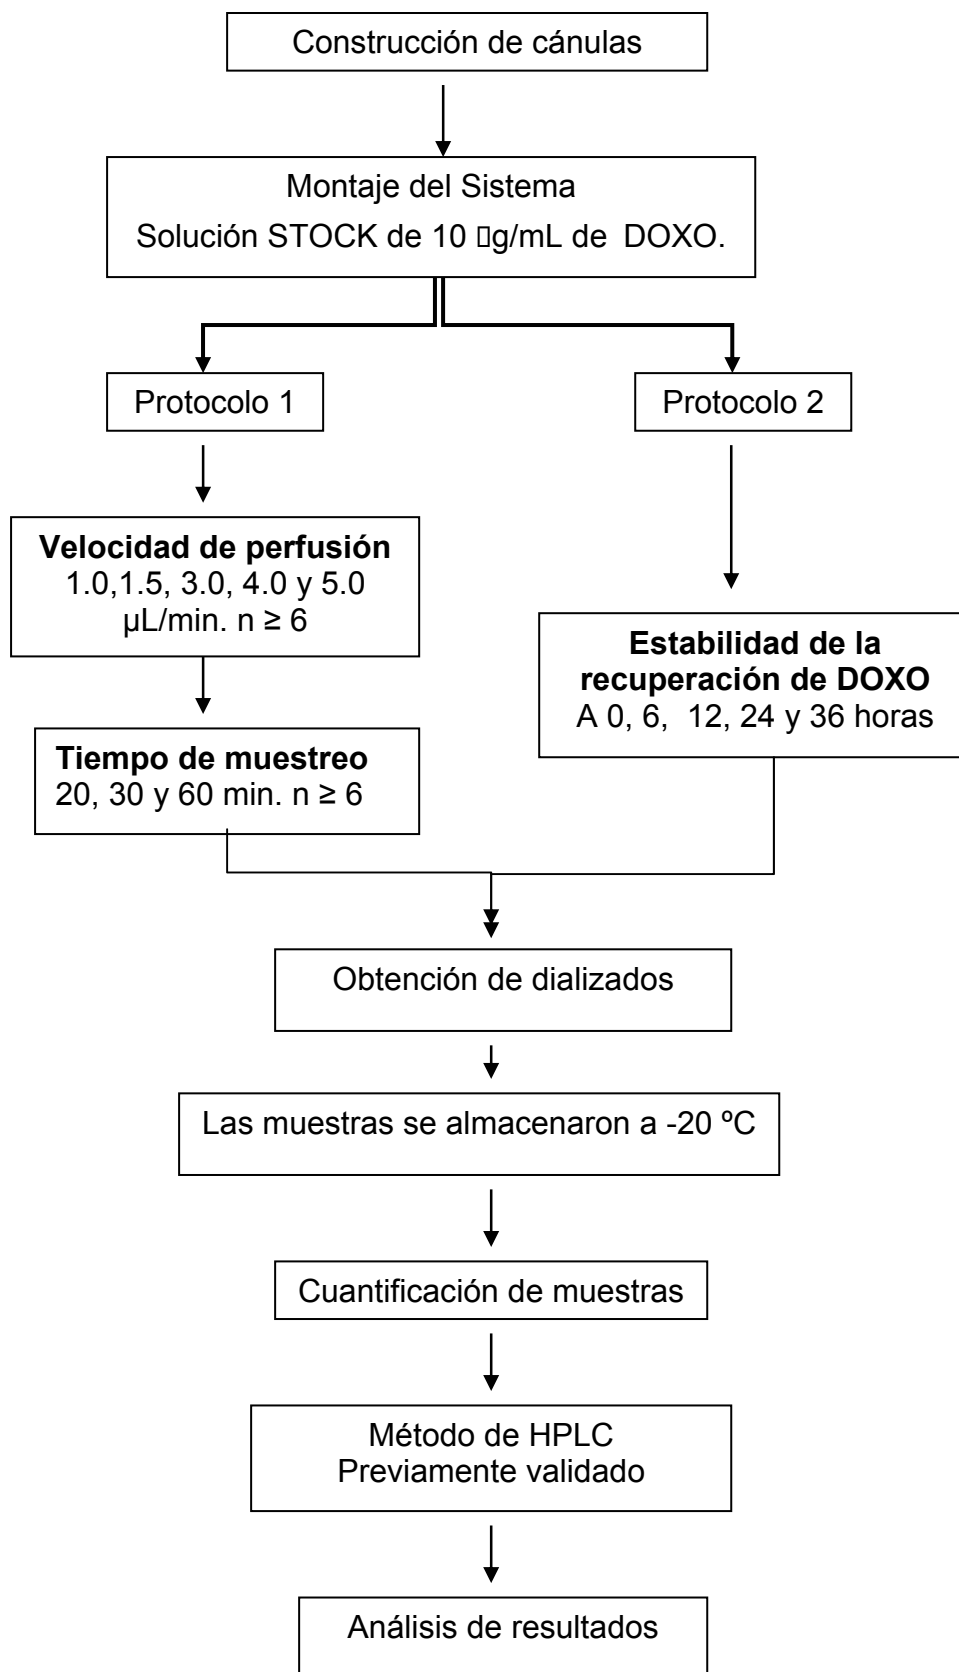 Construcción de cánulas
Montaje del Sistema
Solución STOCK de 10 ▯g/mL de DOXO.
Protocolo 1
Protocolo 2
Velocidad de perfusión
1.0,1.5, 3.0, 4.0 y 5.0
µL/min. n ≥ 6
Estabilidad de la
recuperación de DOXO
A 0, 6, 12, 24 y 36 horas
Tiempo de muestreo
20, 30 y 60 min. n ≥ 6
Obtención de dializados
Las muestras se almacenaron a -20 ºC
Cuantificación de muestras
Método de HPLC
Previamente validado
Análisis de resultados